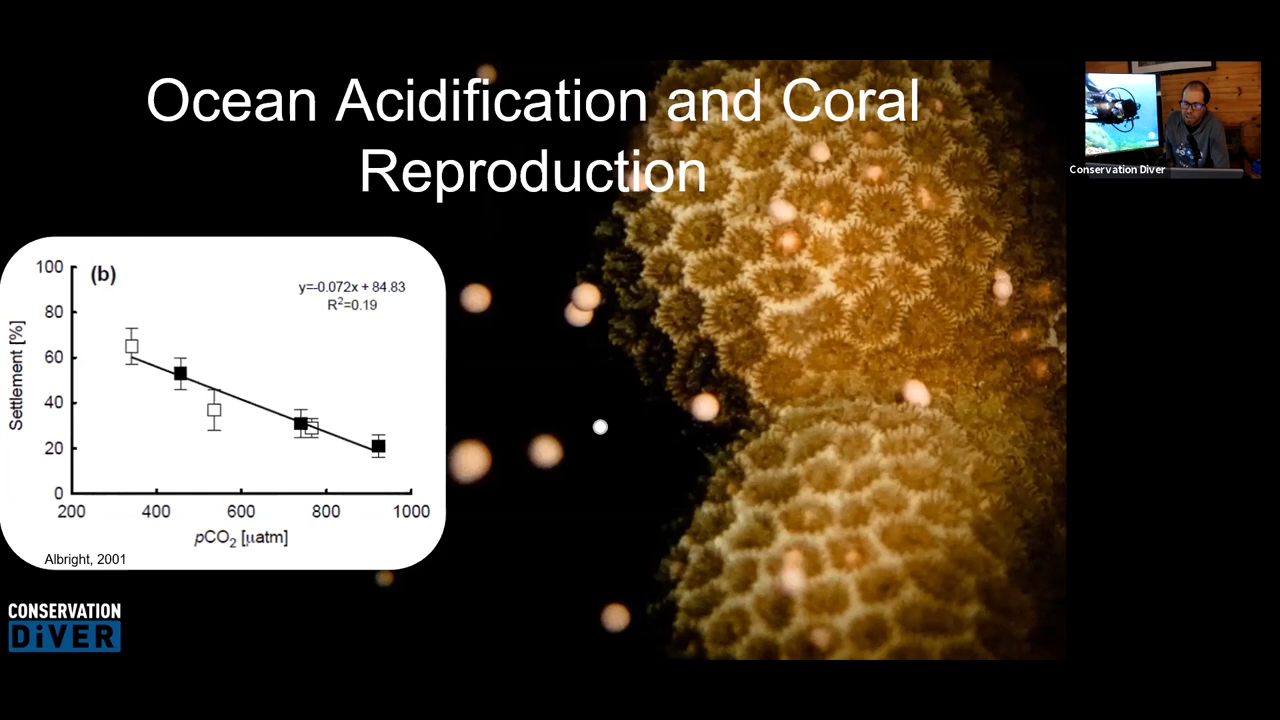 Ocean Acidification and Coral
Reproduction
Conservation Diver
(b)
y=-0.072x + 84.83
R²=0.19
Settlement [%]
100
80
60
40
20
0
200 400 600 800 1000
pCO₂ [µatm]
Albright, 2001
CONSERVATION
DiVER